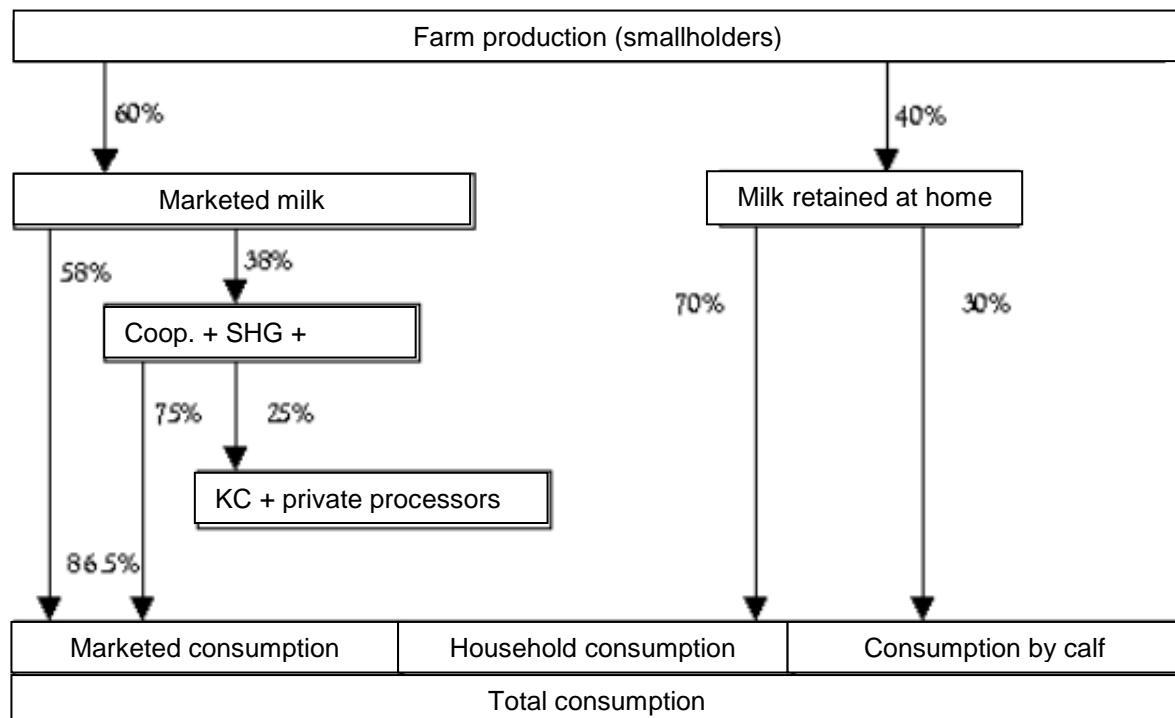 Farm production (smallholders)
60%
40%
Marketed milk
Milk retained at home
58%
38%
70%
30%
Coop. + SHG +
75%
25%
KC + private processors
86.5%
Marketed consumption
Household consumption
Consumption by calf
Total consumption